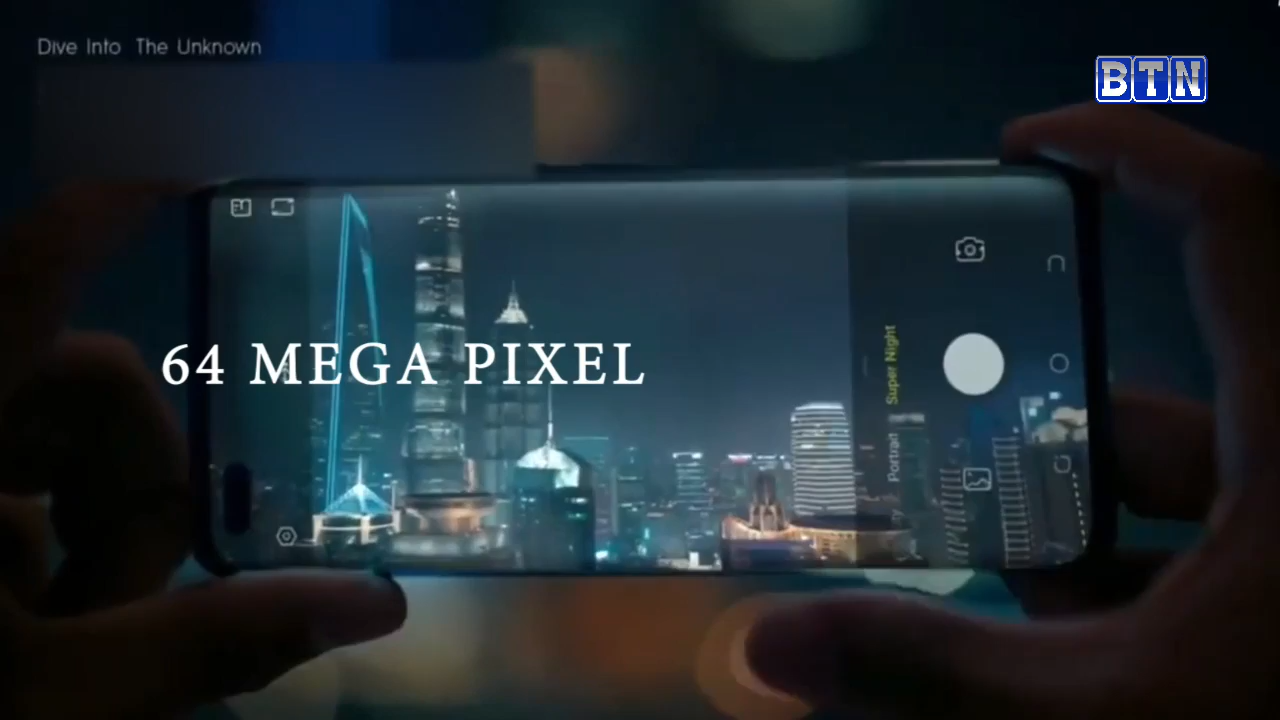 Dive Into The Unknown
BTN
64 MEGA PIXEL
Super Night
Portrait